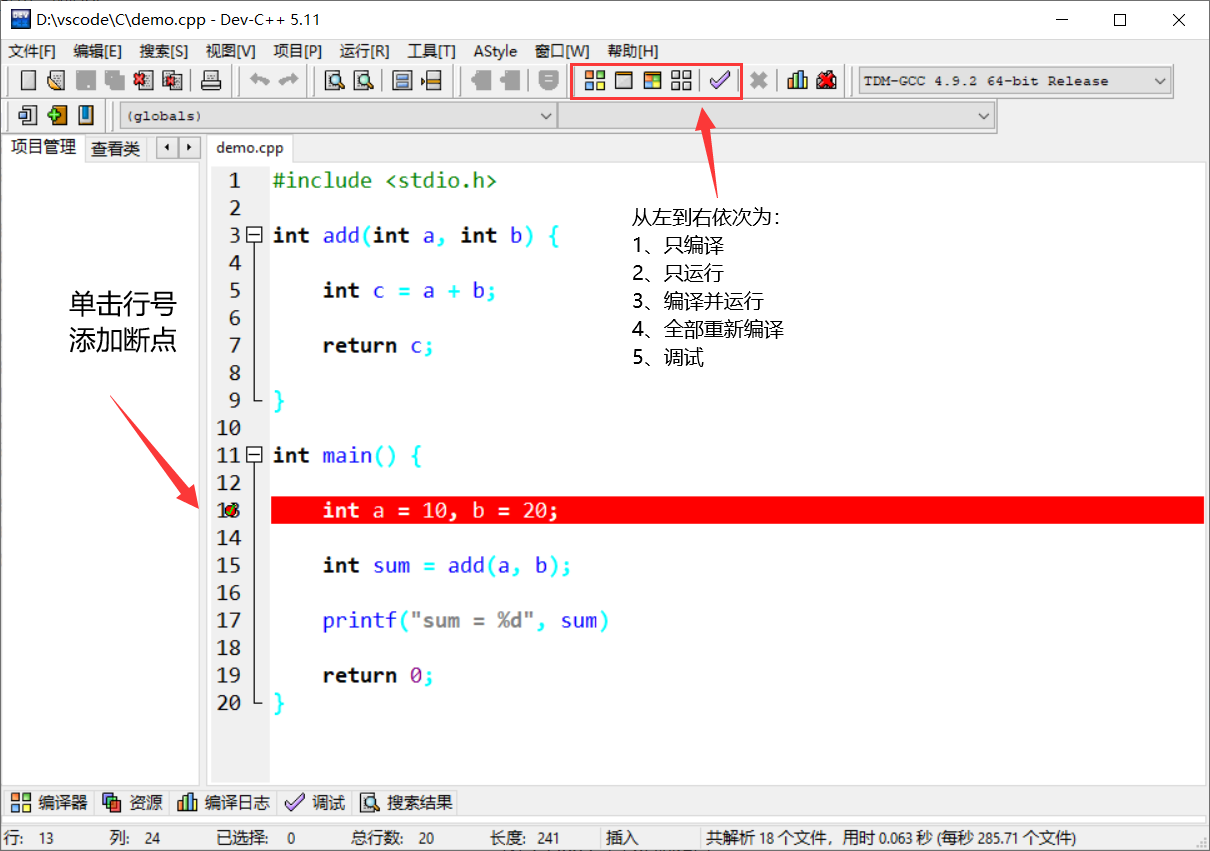 D:\vscode\C\demo.cpp - Dev-C++ 5.11
文件[F] 编辑[E] 搜索[S] 视图[V] 项目[P] 运行[R] 工具[T] AStyle 窗口[W] 帮助[H]
TDM-GCC 4.9.2 64-bit Release
(globals)
项目管理 查看类 demo.cpp
1 #include <stdio.h>
2
3 int add(int a, int b) {
4
5 int c = a + b;
6
7 return c;
8
9 }
10
11 int main() {
12
13 int a = 10, b = 20;
14
15 int sum = add(a, b);
16
17 printf("sum = %d", sum)
18
19 return 0;
20 }
单击行号
添加断点
从左到右依次为：
1、只编译
2、只运行
3、编译并运行
4、全部重新编译
5、调试
编译器 资源 编译日志 调试 搜索结果
行: 13 列: 24 已选择: 0 总行数: 20 长度: 241 插入 共解析 18 个文件，用时 0.063 秒 (每秒 285.71 个文件)